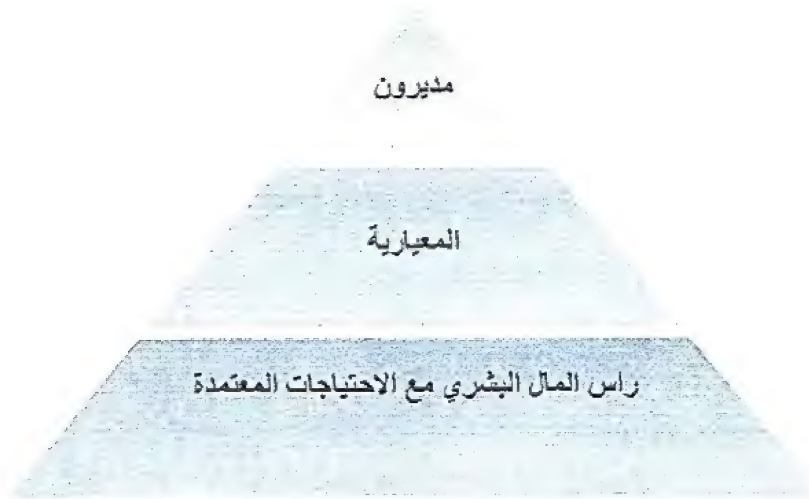 مديرون
المعيارية
راس المال البشري مع الاحتياجات المعتمدة